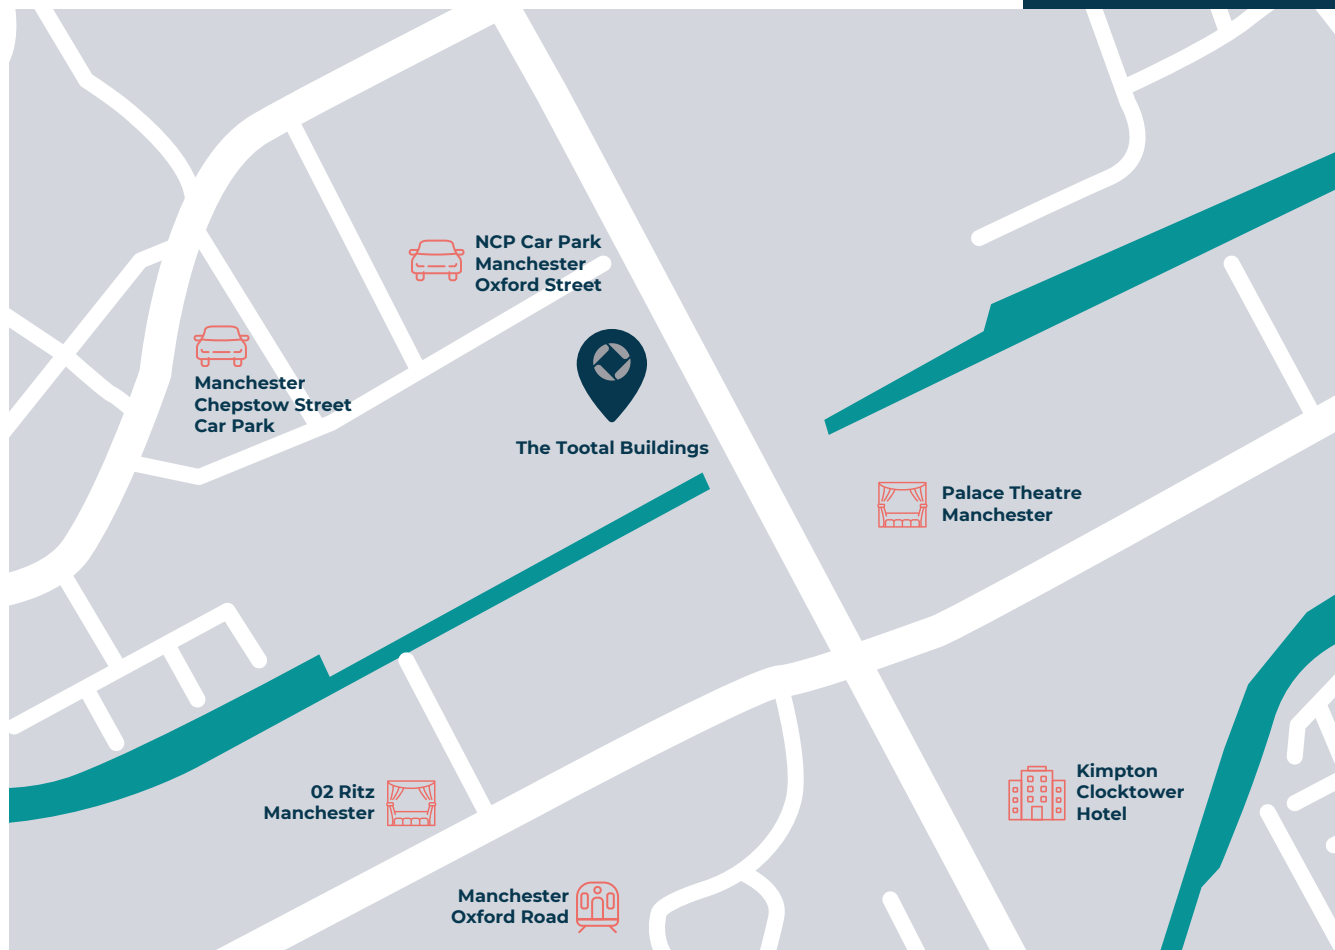 NCP Car Park
Manchester
Oxford Street
Manchester
Chepstow Street
Car Park
The Tootal Buildings
Palace Theatre
Manchester
02 Ritz
Manchester
Kimpton
Clocktower
Hotel
Manchester
Oxford Road